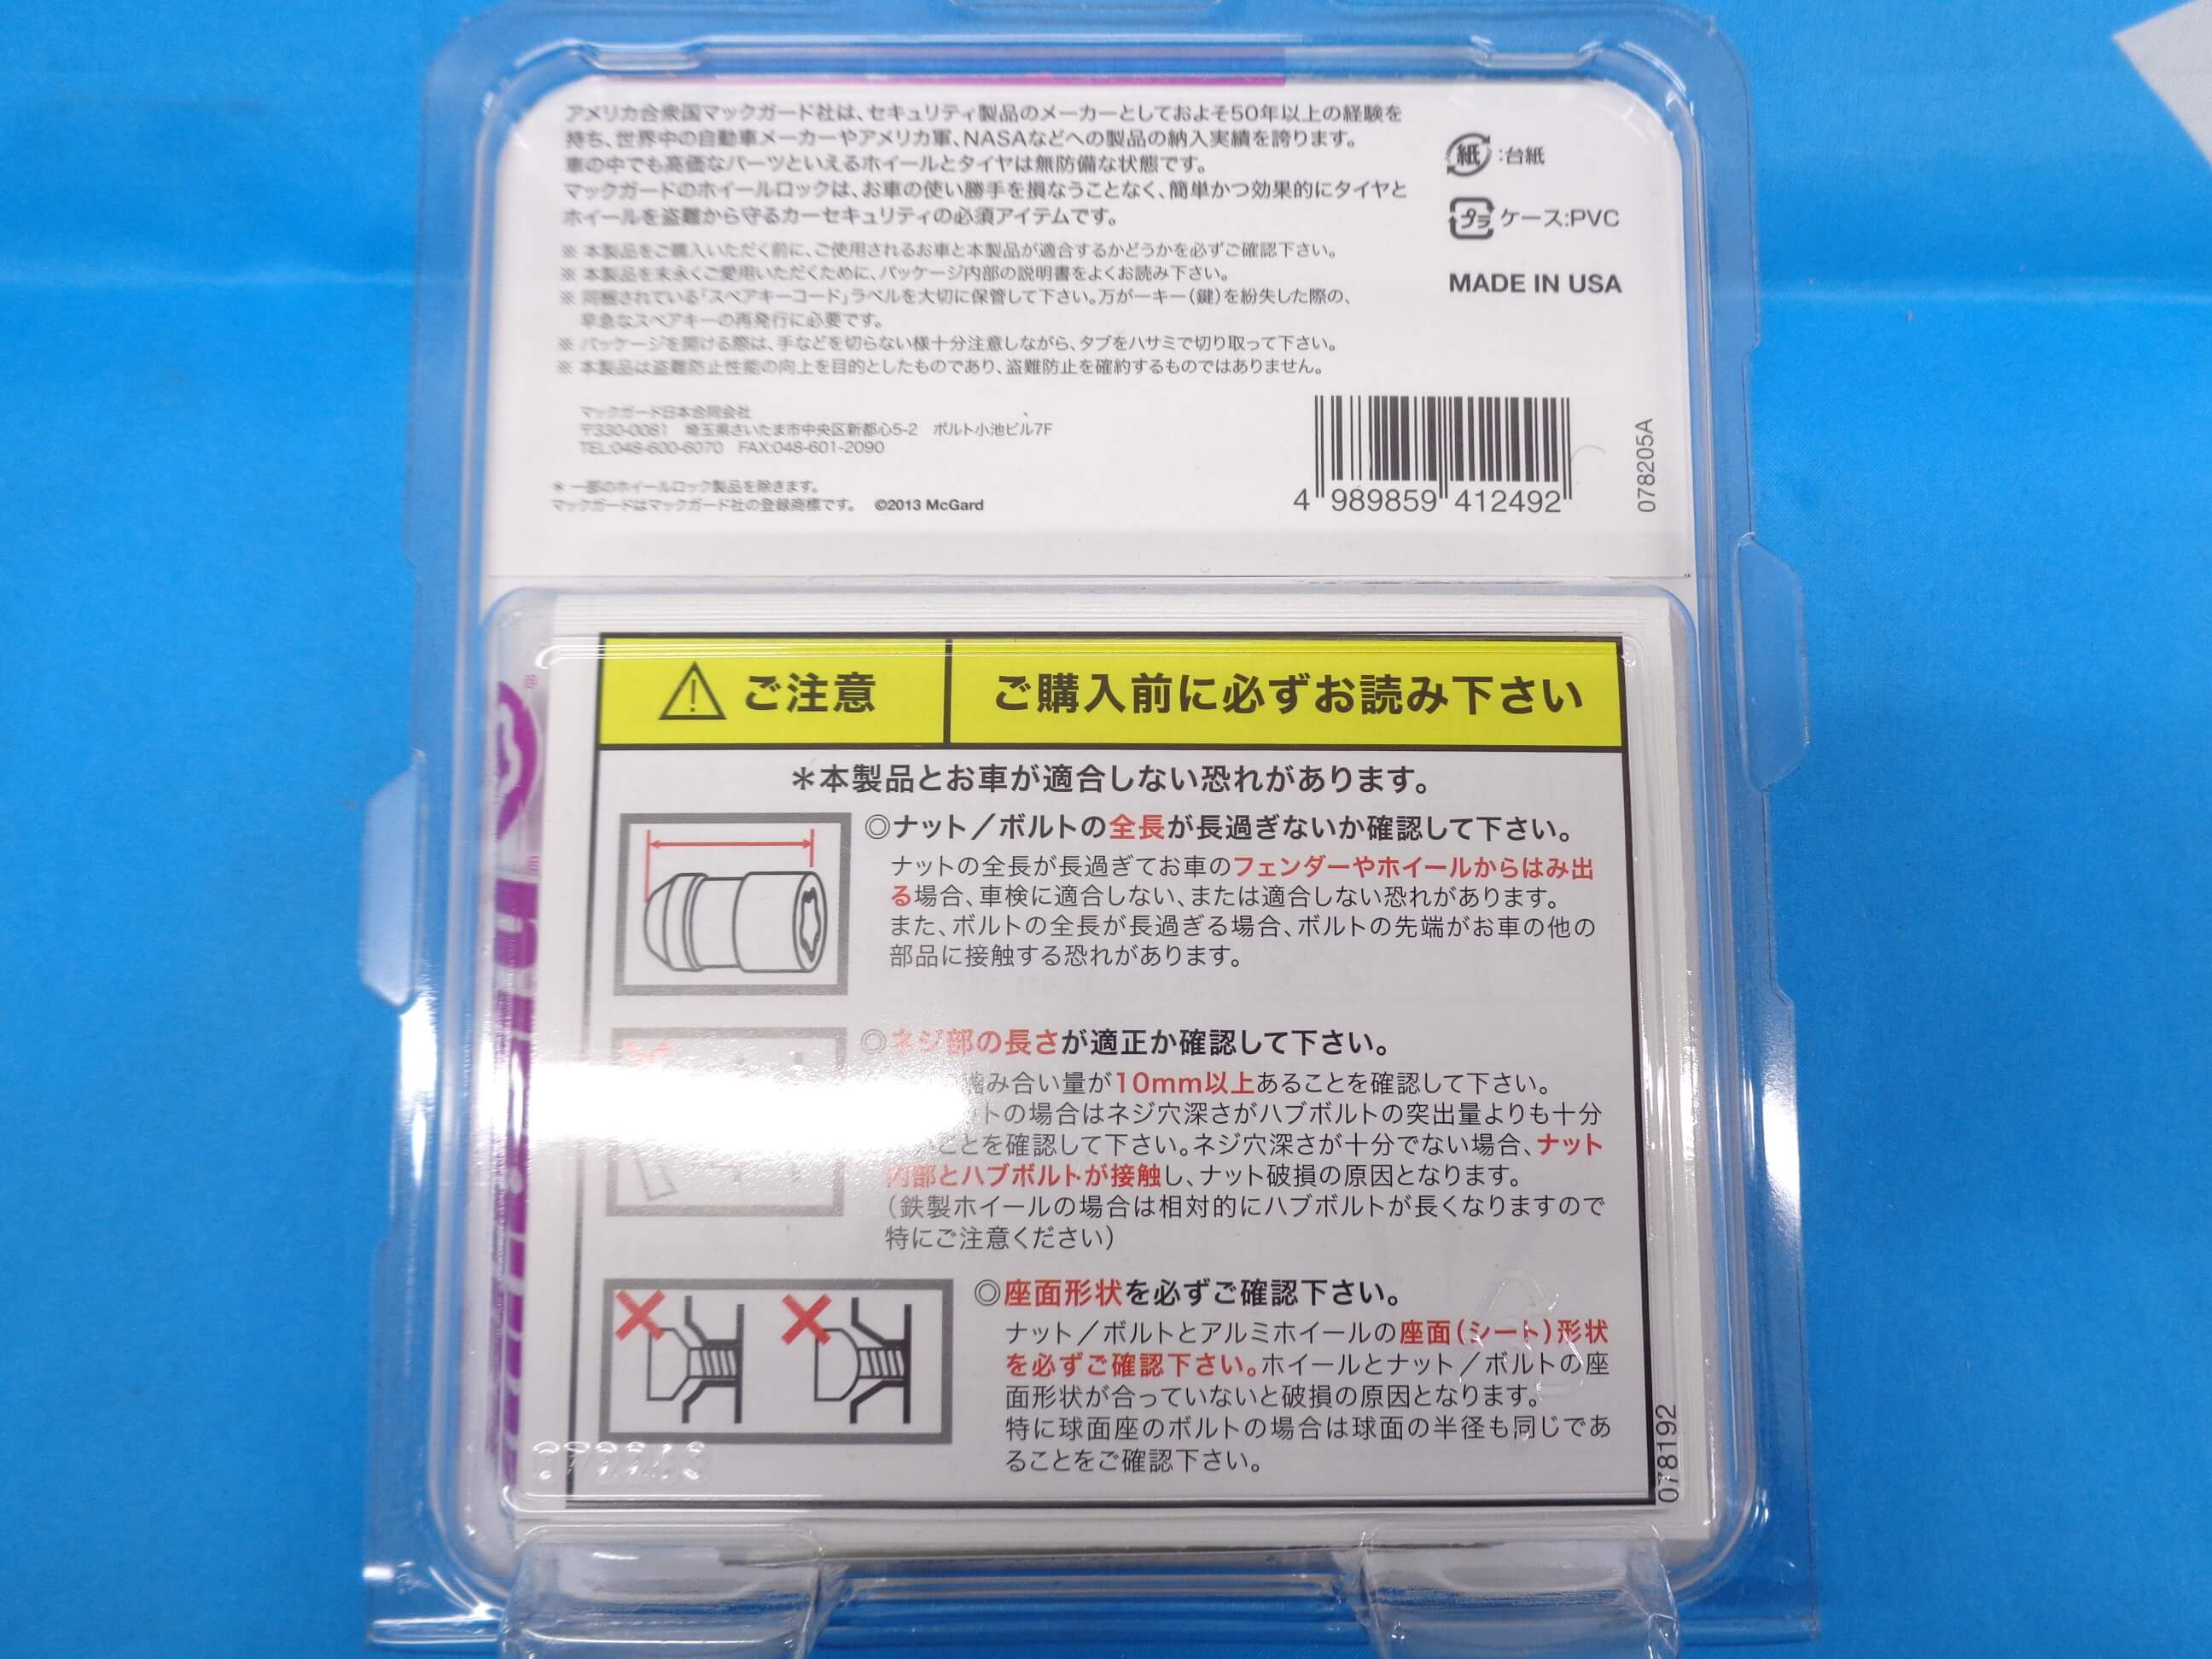 アメリカ合衆国マックガード社は、セキュリティ製品のメーカーとしておよそ50年以上の経験を
持ち、世界中の自動車メーカーやアメリカ軍、NASAなどへの製品の納入実績を誇ります。
車の中でも高価なパーツといえるホイールとタイヤは無防備な状態です。
マックガードのホイールロックは、お車の使い勝手を損なうことなく、簡単かつ効果的にタイヤと
ホイールを盗難から守るカーセキュリティの必須アイテムです。
※ 本製品をご購入いただく前に、ご使用されるお車と本製品が適合するかどうかを必ずご確認下さい。
※ 本製品を末永くご愛用いただくために、パッケージ内部の説明書をよくお読み下さい。
※ 同梱されている「スペアキーコード」ラベルを大切に保管して下さい。万が一キー(鍵)を紛失した際の、
早急なスペアキーの再発行に必要です。
※ パッケージを開ける際は、手などを切らない様十分注意しながら、タブをハサミで切り取って下さい。
※ 本製品は盗難防止性能の向上を目的としたものであり、盗難防止を確約するものではありません。
マックガード日本合同会社
〒330-0081 埼玉県さいたま市中央区新都心5-2 ポルト小池ビル7F
TEL:048-600-6070 FAX:048-601-2090
* 一部のホイールロック製品を除きます。
マックガードはマックガード社の登録商標です。 ©2013 McGard
紙 :台紙
プラ ケース:PVC
MADE IN USA
4 989859 412492
078205A
⚠ ご注意
ご購入前に必ずお読み下さい
*本製品とお車が適合しない恐れがあります。
◎ナット/ボルトの全長が長過ぎないか確認して下さい。
ナットの全長が長過ぎてお車のフェンダーやホイールからはみ出
る場合、車検に適合しない、または適合しない恐れがあります。
また、ボルトの全長が長過ぎる場合、ボルトの先端がお車の他の
部品に接触する恐れがあります。
◎ネジ部の長さが適正か確認して下さい。
み合い量が10mm以上あることを確認して下さい。
トの場合はネジ穴深さがハブボルトの突出量よりも十分
ことを確認して下さい。ネジ穴深さが十分でない場合、ナット
内部とハブボルトが接触し、ナット破損の原因となります。
(鉄製ホイールの場合は相対的にハブボルトが長くなりますので
特にご注意ください)
◎座面形状を必ずご確認下さい。
ナット/ボルトとアルミホイールの座面(シート)形状
を必ずご確認下さい。ホイールとナット/ボルトの座
面形状が合っていないと破損の原因となります。
特に球面座のボルトの場合は球面の半径も同じであ
ることをご確認下さい。
078192